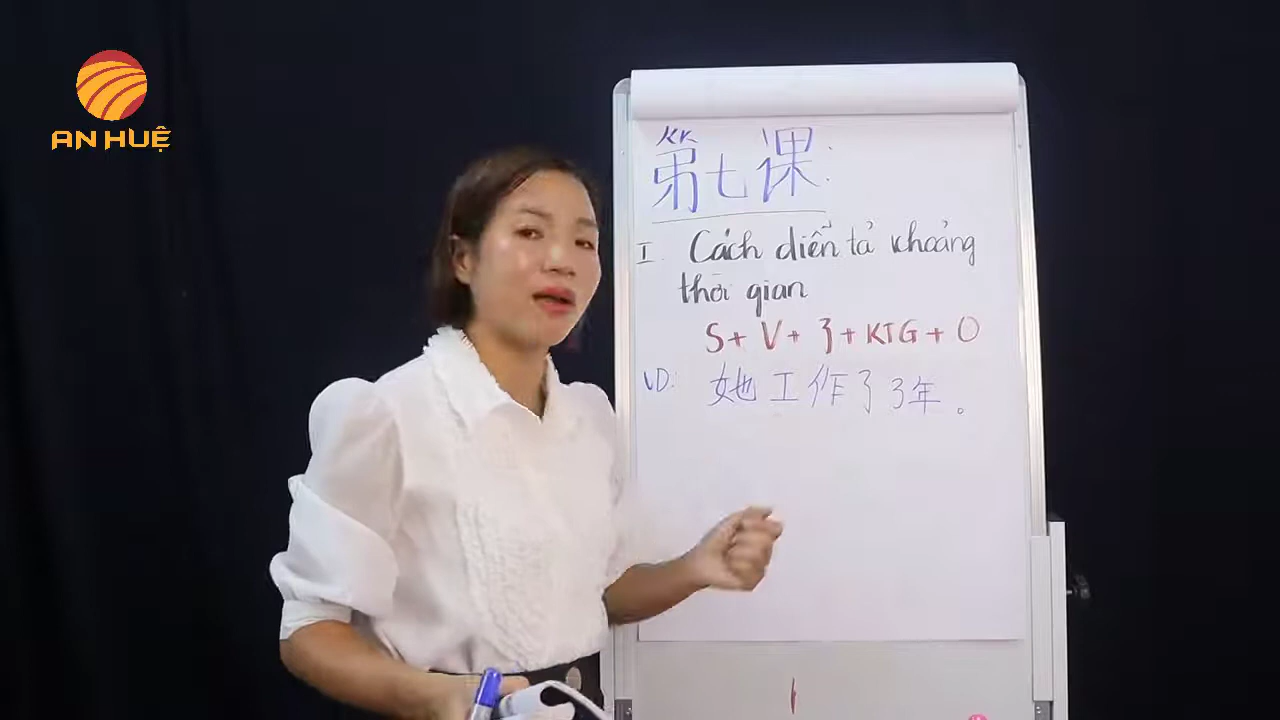 AN HUỆ
第七课:
I. Cách diễn tả khoảng
thời gian
S + V + 了 + KTG + O
VD: 她工作了3年。